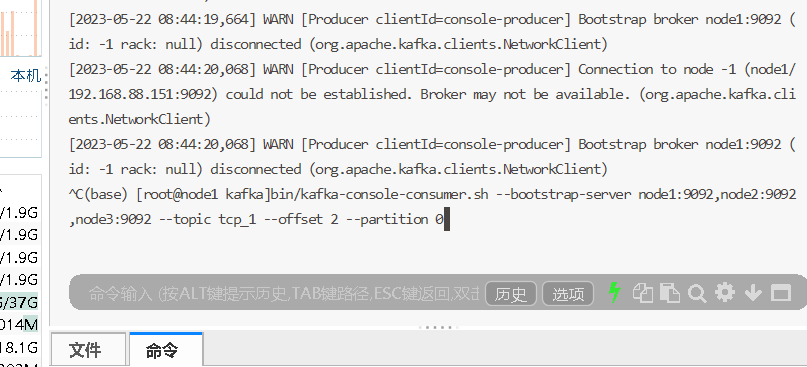 [2023-05-22 08:44:19,664] WARN [Producer clientId=console-producer] Bootstrap broker node1:9092 (
id: -1 rack: null) disconnected (org.apache.kafka.clients.NetworkClient)
[2023-05-22 08:44:20,068] WARN [Producer clientId=console-producer] Connection to node -1 (node1/
192.168.88.151:9092) could not be established. Broker may not be available. (org.apache.kafka.cli
ents.NetworkClient)
[2023-05-22 08:44:20,068] WARN [Producer clientId=console-producer] Bootstrap broker node1:9092 (
id: -1 rack: null) disconnected (org.apache.kafka.clients.NetworkClient)
^C(base) [root@node1 kafka]bin/kafka-console-consumer.sh --bootstrap-server node1:9092,node2:9092
,node3:9092 --topic tcp_1 --offset 2 --partition 0
本机
/1.9G
/1.9G
/1.9G
/1.9G
/37G
014M
18.1G
命令输入 (按ALT键提示历史,TAB键路径,ESC键返回,双击
历史
选项
文件
命令